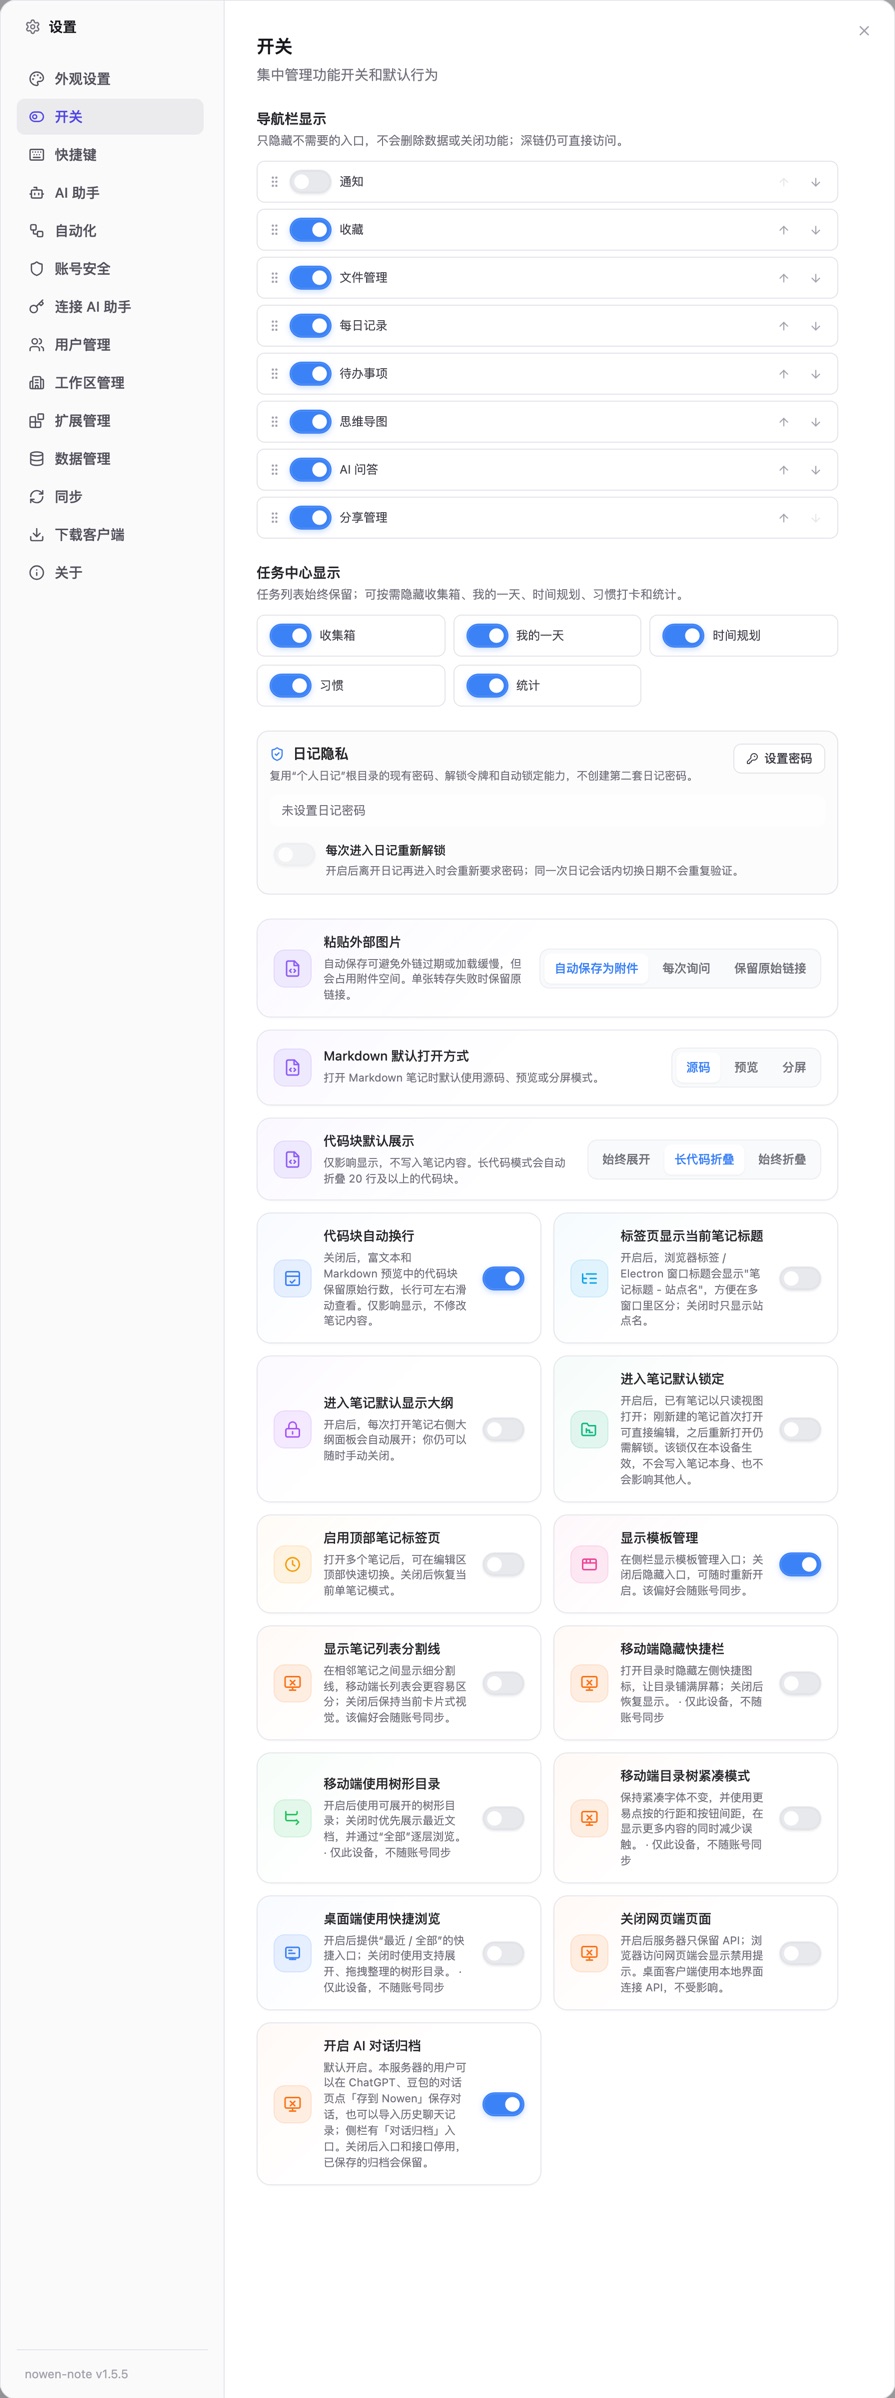 设置
外观设置
开关
快捷键
AI 助手
自动化
账号安全
连接 AI 助手
用户管理
工作区管理
扩展管理
数据管理
同步
下载客户端
关于
nowen-note v1.5.5
开关
集中管理功能开关和默认行为
导航栏显示
只隐藏不需要的入口，不会删除数据或关闭功能；深链仍可直接访问。
通知
收藏
文件管理
每日记录
待办事项
思维导图
AI 问答
分享管理
任务中心显示
任务列表始终保留；可按需隐藏收集箱、我的一天、时间规划、习惯打卡和统计。
收集箱
我的一天
时间规划
习惯
统计
日记隐私
设置密码
复用“个人日记”根目录的现有密码、解锁令牌和自动锁定能力，不创建第二套日记密码。
未设置日记密码
每次进入日记重新解锁
开启后离开日记再进入时会重新要求密码；同一次日记会话内切换日期不会重复验证。
粘贴外部图片
自动保存可避免外链过期或加载缓慢，但
会占用附件空间。单张转存失败时保留原
链接。
自动保存为附件 每次询问 保留原始链接
Markdown 默认打开方式
打开 Markdown 笔记时默认使用源码、预览或分屏模式。
源码 预览 分屏
代码块默认展示
仅影响显示，不写入笔记内容。长代码模式会自动
折叠 20 行及以上的代码块。
始终展开 长代码折叠 始终折叠
代码块自动换行
关闭后，富文本和
Markdown 预览中的代码块
保留原始行数，长行可左右滑
动查看。仅影响显示，不修改
笔记内容。
标签页显示当前笔记标题
开启后，浏览器标签 /
Electron 窗口标题会显示"笔
记标题 - 站点名"，方便在多
窗口里区分；关闭时只显示站
点名。
进入笔记默认显示大纲
开启后，每次打开笔记右侧大
纲面板会自动展开；你仍可以
随时手动关闭。
进入笔记默认锁定
开启后，已有笔记以只读视图
打开；刚新建的笔记首次打开
可直接编辑，之后重新打开仍
需解锁。该锁仅在本设备生
效，不会写入笔记本身、也不
会影响其他人。
启用顶部笔记标签页
打开多个笔记后，可在编辑区
顶部快速切换。关闭后恢复当
前单笔记模式。
显示模板管理
在侧栏显示模板管理入口；关
闭后隐藏入口，可随时重新开
启。该偏好会随账号同步。
显示笔记列表分割线
在相邻笔记之间显示细分割
线，移动端长列表会更容易区
分；关闭后保持当前卡片式视
觉。该偏好会随账号同步。
移动端隐藏快捷栏
打开目录时隐藏左侧快捷图
标，让目录铺满屏幕；关闭后
恢复显示。 · 仅此设备，不随
账号同步
移动端使用树形目录
开启后使用可展开的树形目
录；关闭时优先展示最近文
档，并通过“全部”逐层浏览。
· 仅此设备，不随账号同步
移动端目录树紧凑模式
保持紧凑字体不变，并使用更
易点按的行距和按钮间距，在
显示更多内容的同时减少误
触。 · 仅此设备，不随账号同
步
桌面端使用快捷浏览
开启后提供“最近 / 全部”的快
捷入口；关闭时使用支持展
开、拖拽整理的树形目录。 ·
仅此设备，不随账号同步
关闭网页端页面
开启后服务器只保留 API；浏
览器访问网页端会显示禁用提
示。桌面客户端使用本地界面
连接 API，不受影响。
开启 AI 对话归档
默认开启。本服务器的用户可
以在 ChatGPT、豆包的对话
页点「存到 Nowen」保存对
话，也可以导入历史聊天记
录；侧栏有「对话归档」入
口。关闭后入口和接口停用，
已保存的归档会保留。